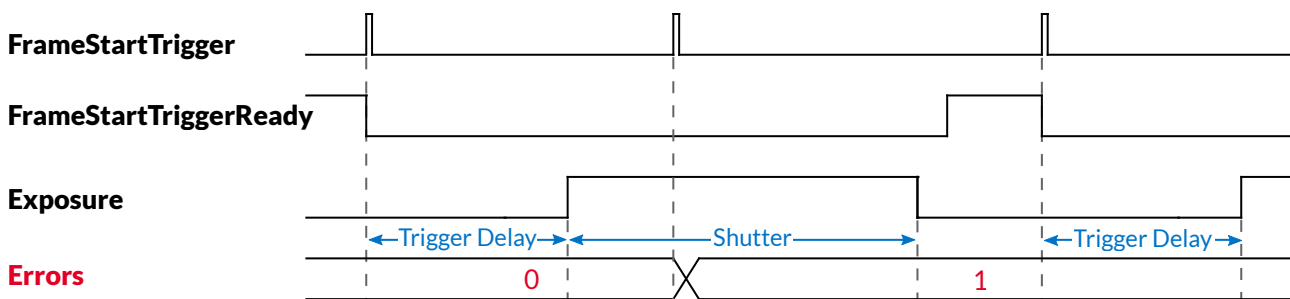 FrameStartTrigger
FrameStartTriggerReady
Exposure
Trigger Delay Shutter Trigger Delay
Errors 0 1